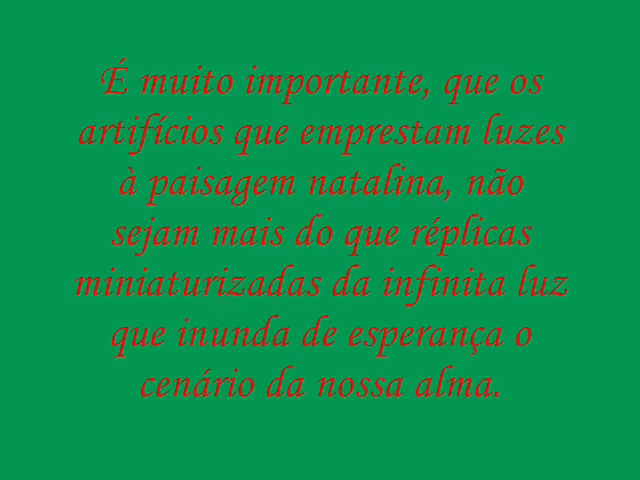 É muito importante, que os
artifícios que emprestam luzes
à paisagem natalina, não
sejam mais do que réplicas
miniaturizadas da infinita luz
que inunda de esperança o
cenário da nossa alma.